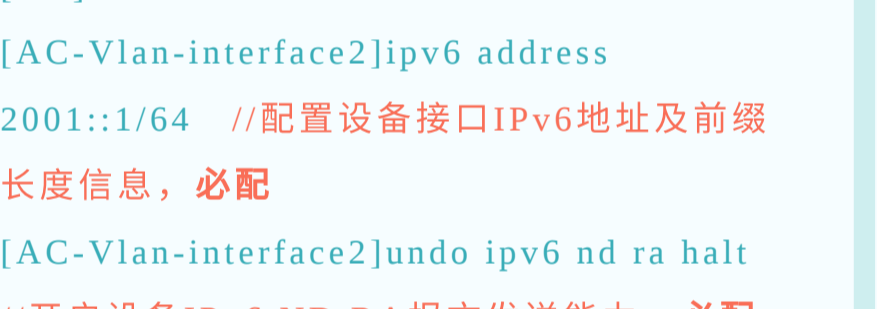 [AC-Vlan-interface2]ipv6 address
2001::1/64 //配置设备接口IPv6地址及前缀
长度信息，必配
[AC-Vlan-interface2]undo ipv6 nd ra halt